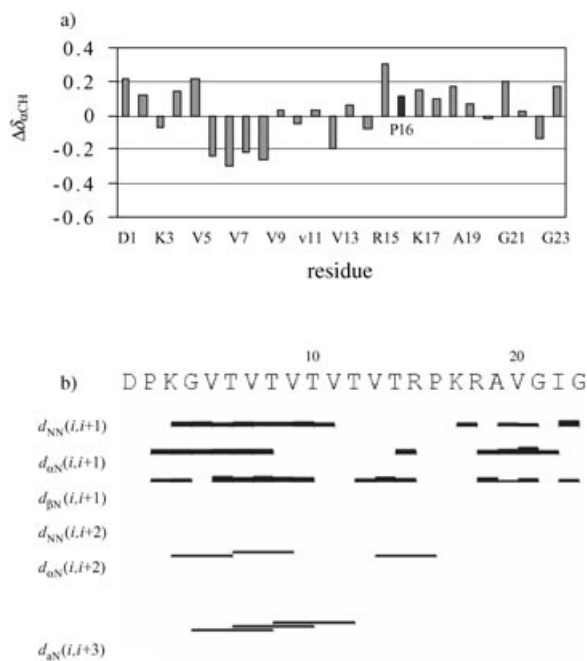 a)
0.4
0.2
0
-0.2
-0.4
-0.6
ΔδαCH
P16
D1 K3 V5 V7 V9 v11 V13 R15 K17 A19 G21 G23
residue
10 20
b) D P K G V T V T V T V T V T R P K R A V G I G
dNN(i,i+1)
dαN(i,i+1)
dβN(i,i+1)
dNN(i,i+2)
dαN(i,i+2)
daN(i,i+3)